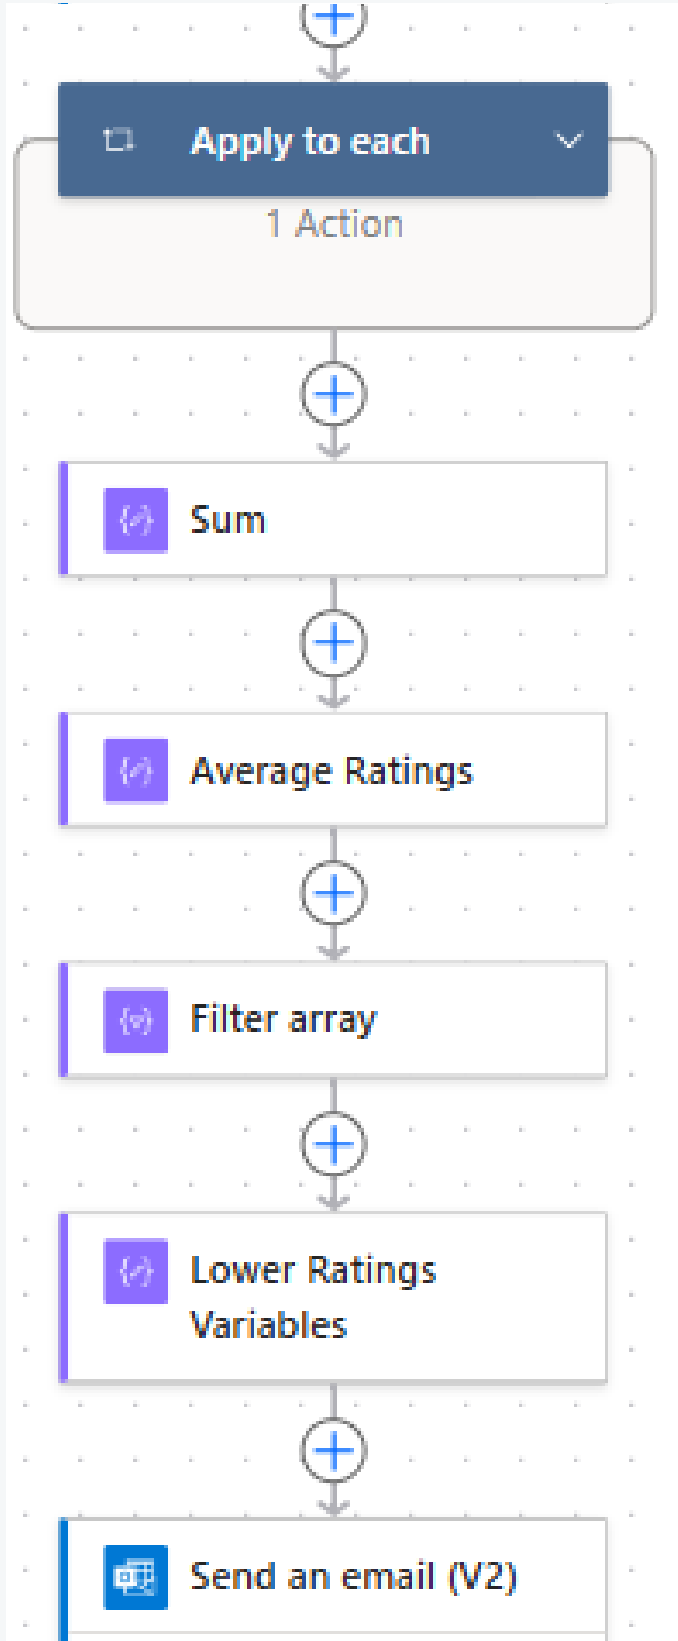 Apply to each
1 Action
Sum
Average Ratings
Filter array
Lower Ratings
Variables
Send an email (V2)